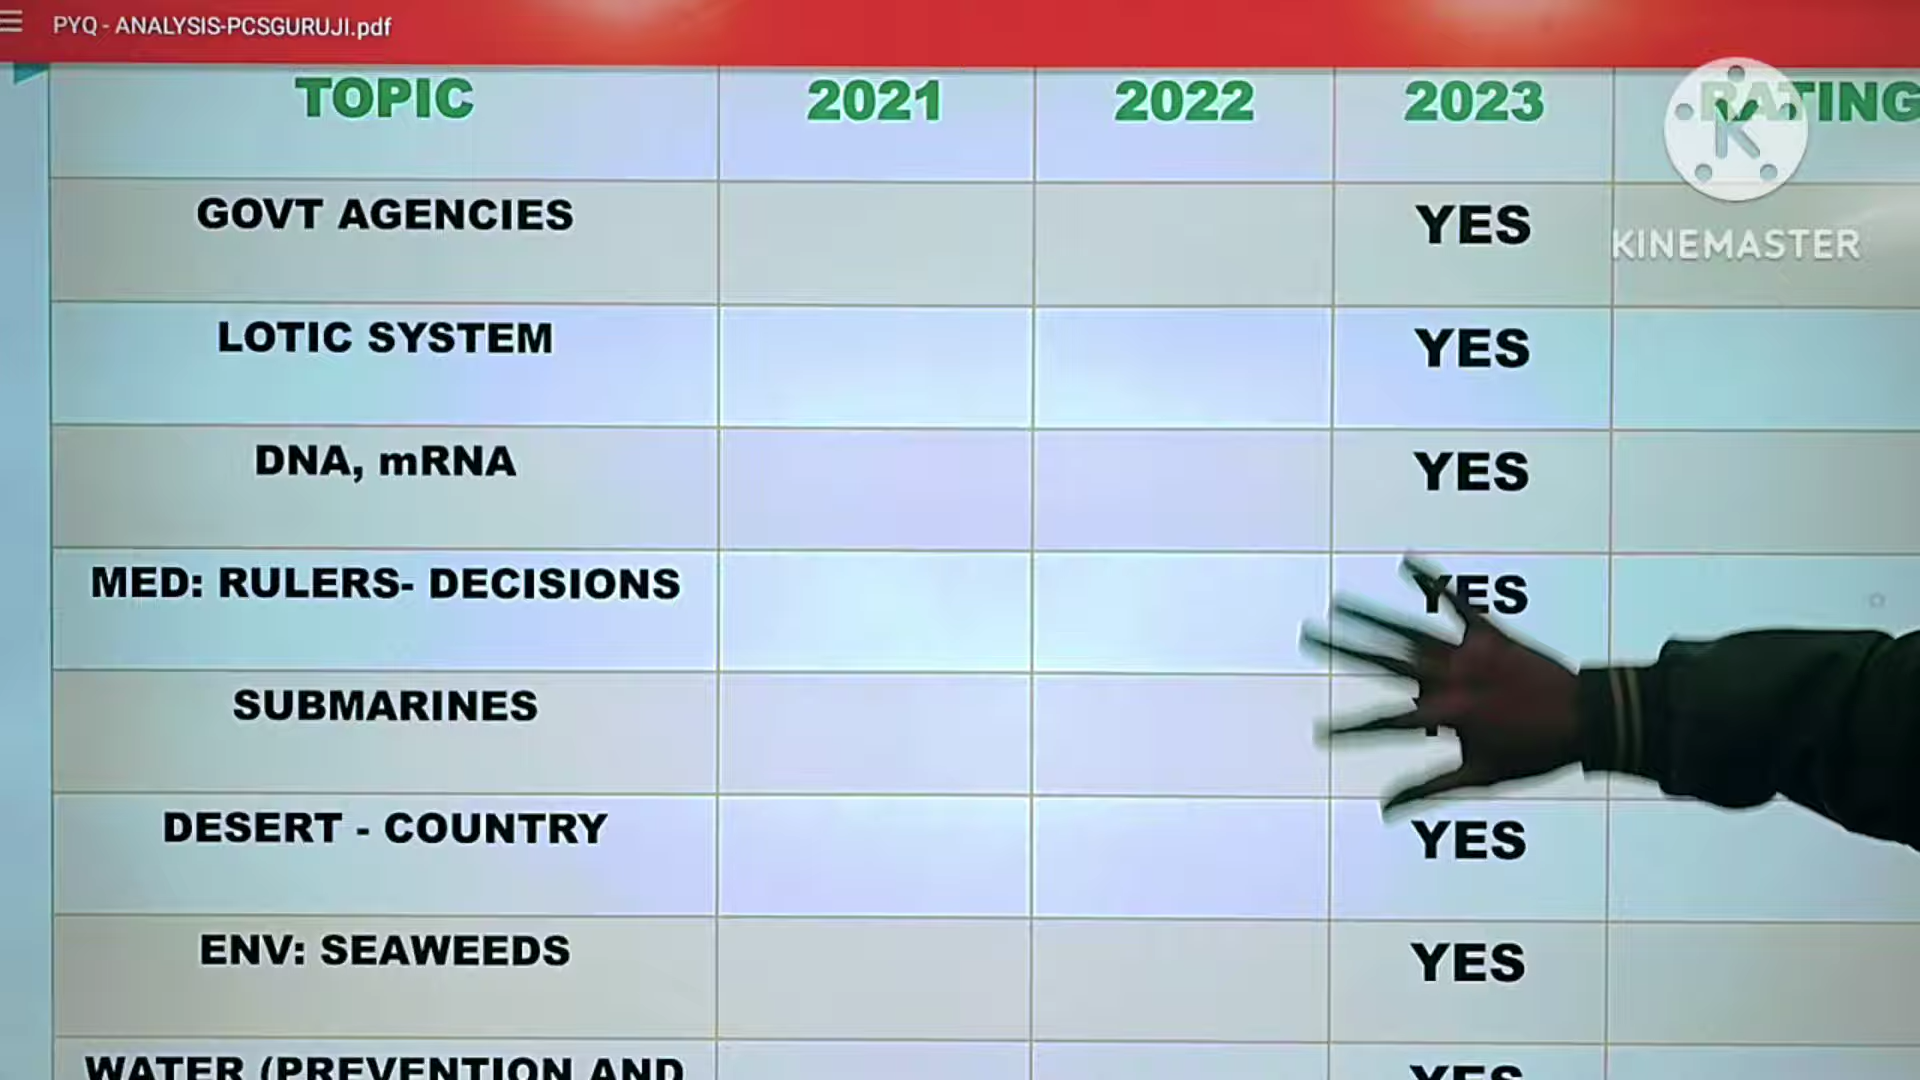 PYQ - ANALYSIS-PCSGURUJI.pdf
TOPIC 2021 2022 2023 RATING
GOVT AGENCIES YES
KINEMASTER
LOTIC SYSTEM YES
DNA, mRNA YES
MED: RULERS- DECISIONS YES
SUBMARINES
DESERT - COUNTRY YES
ENV: SEAWEEDS YES
WATER (PREVENTION AND YES